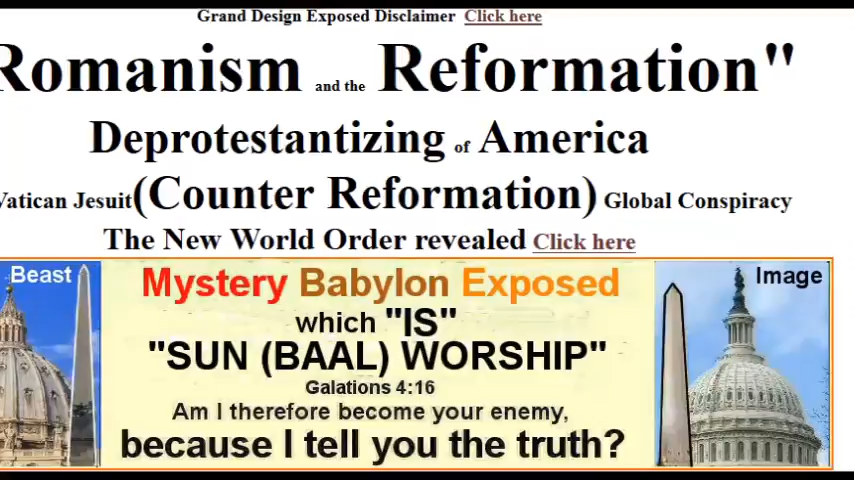 Grand Design Exposed Disclaimer Click here
Romanism and the Reformation"
Deprotestantizing of America
Vatican Jesuit(Counter Reformation) Global Conspiracy
The New World Order revealed Click here
Beast
Mystery Babylon Exposed
Image
which "IS"
"SUN (BAAL) WORSHIP"
Galations 4:16
Am I therefore become your enemy,
because I tell you the truth?